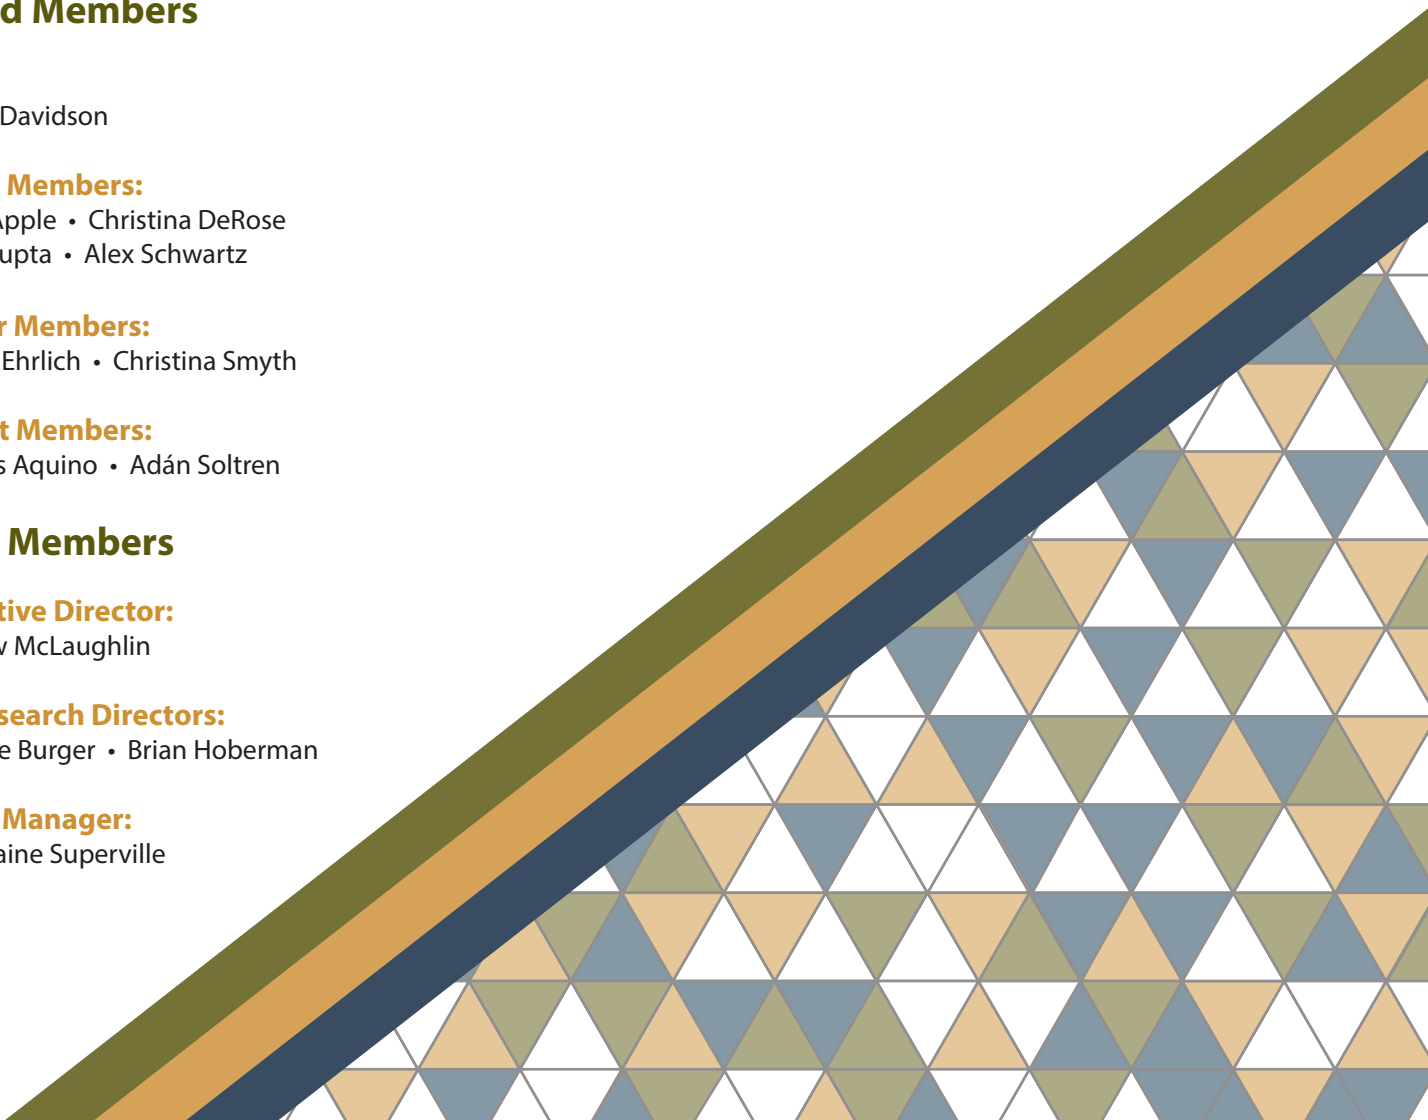 d Members
Davidson
Members:
Apple • Christina DeRose
upta • Alex Schwartz
r Members:
Ehrlich • Christina Smyth
t Members:
s Aquino • Adán Soltren
Members
tive Director:
w McLaughlin
search Directors:
e Burger • Brian Hoberman
Manager:
aine Superville